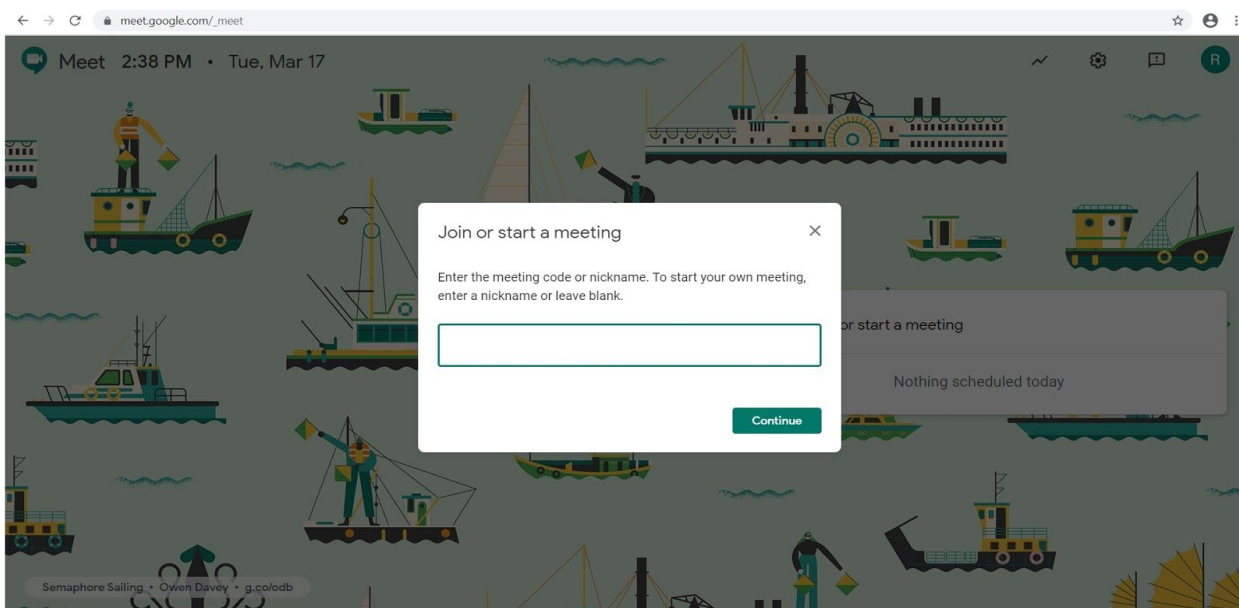 meet.google.com/_meet
Meet 2:38 PM • Tue, Mar 17
R
Join or start a meeting
Enter the meeting code or nickname. To start your own meeting,
enter a nickname or leave blank.
or start a meeting
Nothing scheduled today
Continue
Semaphore Sailing • Owen Davey • g.co/odb